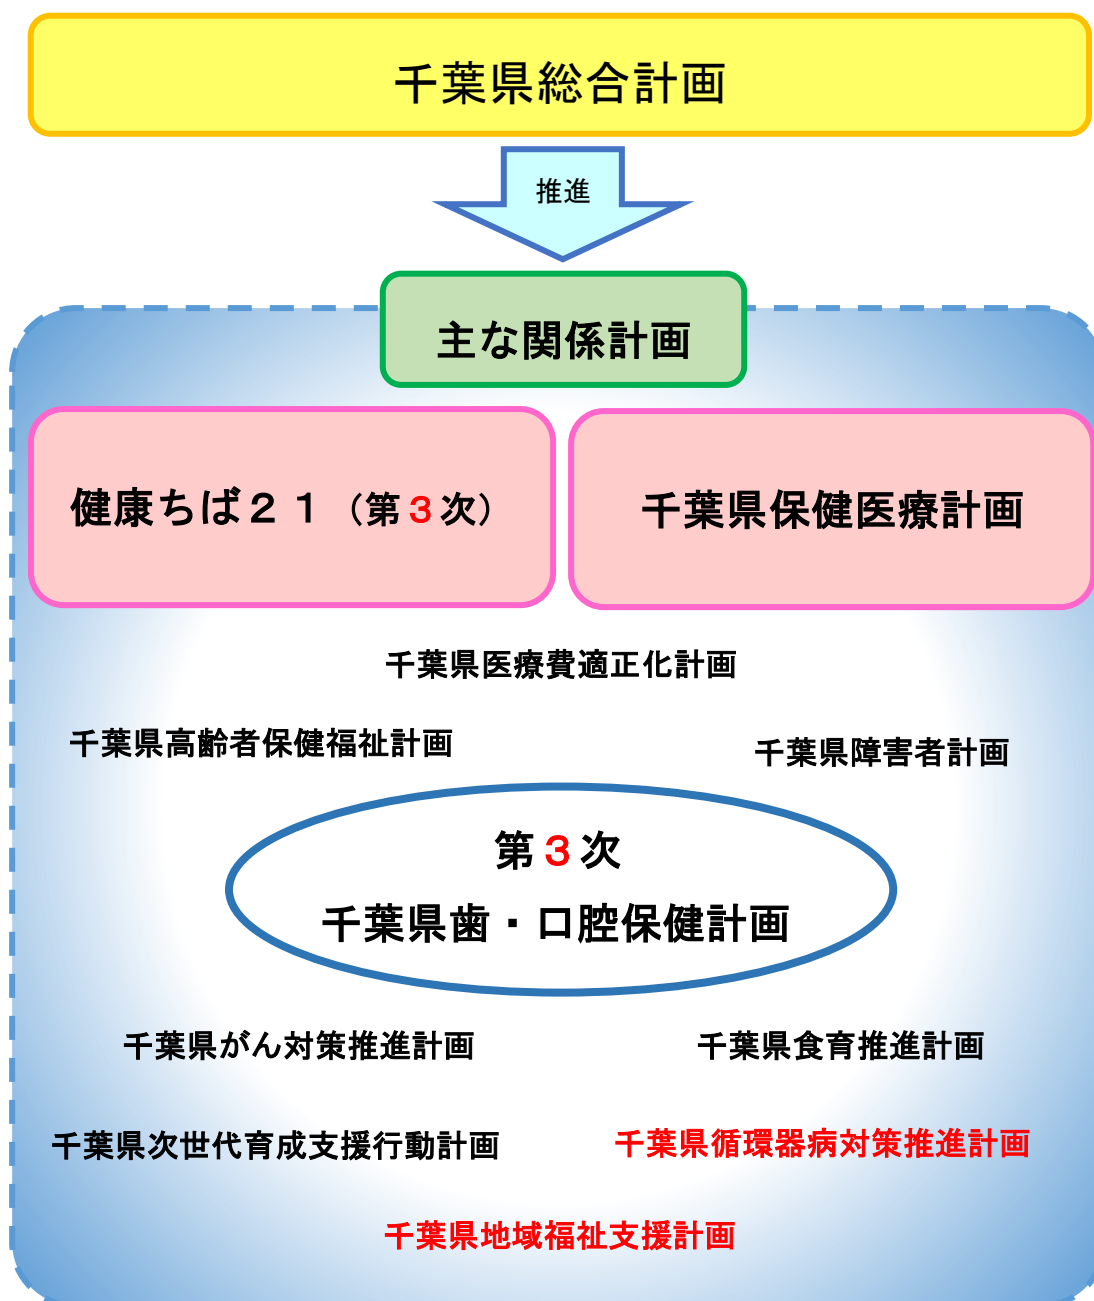 千葉県総合計画
推進
主な関係計画
健康ちば２１（第３次）
千葉県保健医療計画
千葉県医療費適正化計画
千葉県高齢者保健福祉計画
千葉県障害者計画
第３次
千葉県歯・口腔保健計画
千葉県がん対策推進計画
千葉県食育推進計画
千葉県次世代育成支援行動計画
千葉県循環器病対策推進計画
千葉県地域福祉支援計画